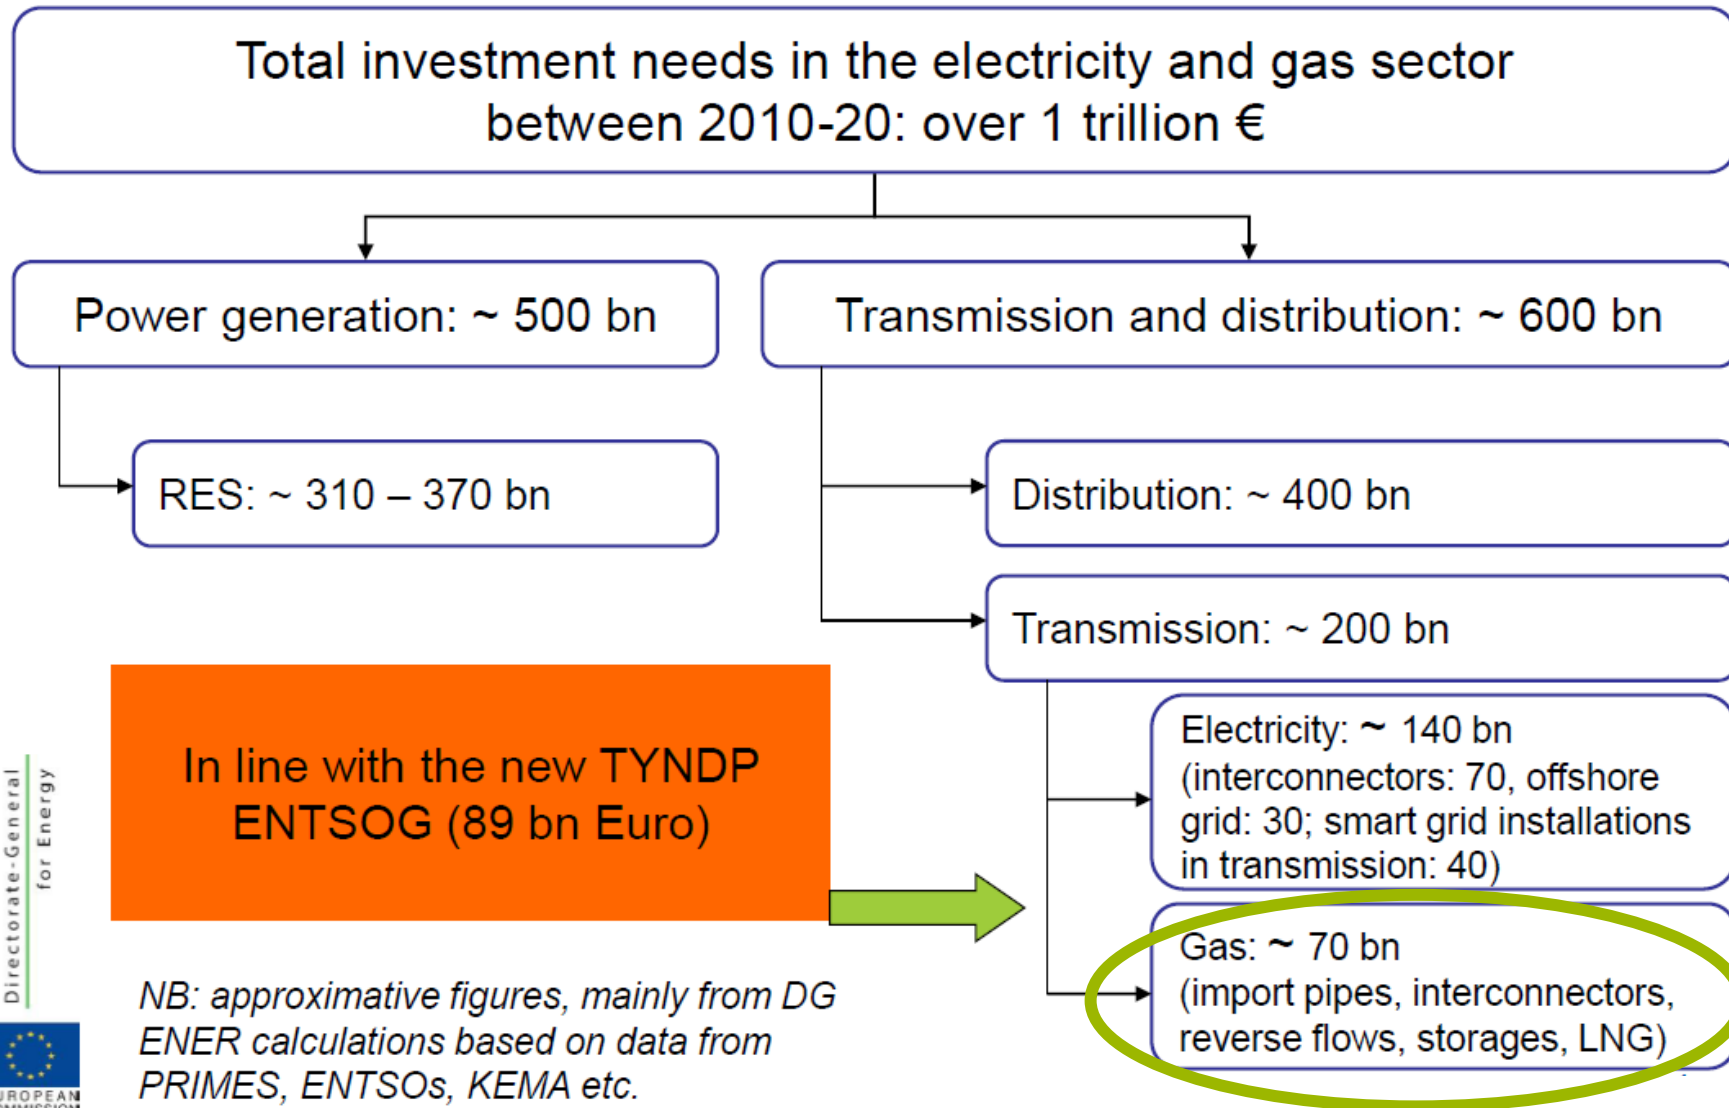 Total investment needs in the electricity and gas sector
between 2010-20: over 1 trillion €
Power generation: ~ 500 bn
Transmission and distribution: ~ 600 bn
RES: ~ 310 – 370 bn
Distribution: ~ 400 bn
Transmission: ~ 200 bn
In line with the new TYNDP
ENTSOG (89 bn Euro)
Electricity: ~ 140 bn
(interconnectors: 70, offshore
grid: 30; smart grid installations
in transmission: 40)
Gas: ~ 70 bn
(import pipes, interconnectors,
reverse flows, storages, LNG)
NB: approximative figures, mainly from DG
ENER calculations based on data from
PRIMES, ENTSOs, KEMA etc.
Directorate-General
for Energy
EUROPEAN
COMMISSION